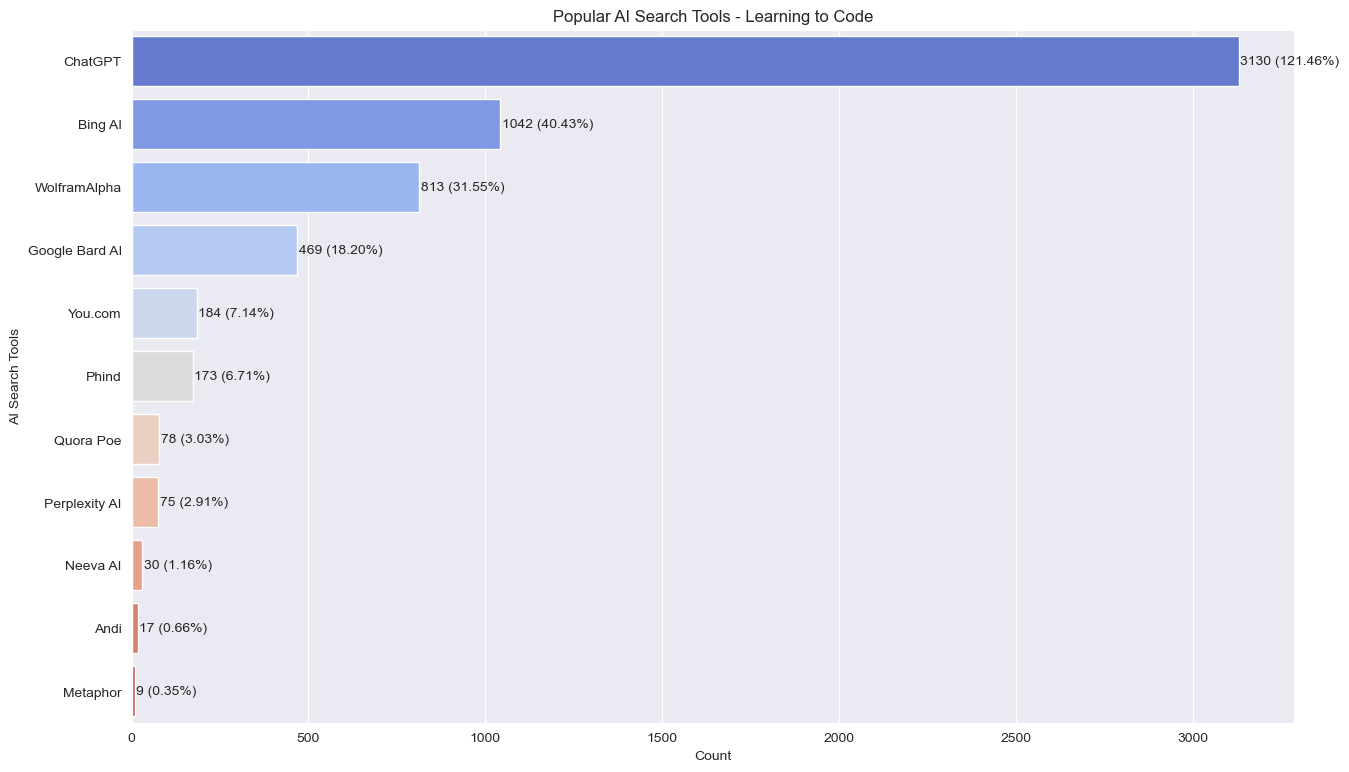 Popular AI Search Tools - Learning to Code
AI Search Tools
ChatGPT 3130 (121.46%)
Bing AI 1042 (40.43%)
WolframAlpha 813 (31.55%)
Google Bard AI 469 (18.20%)
You.com 184 (7.14%)
Phind 173 (6.71%)
Quora Poe 78 (3.03%)
Perplexity AI 75 (2.91%)
Neeva AI 30 (1.16%)
Andi 17 (0.66%)
Metaphor 9 (0.35%)
0 500 1000 1500 2000 2500 3000
Count